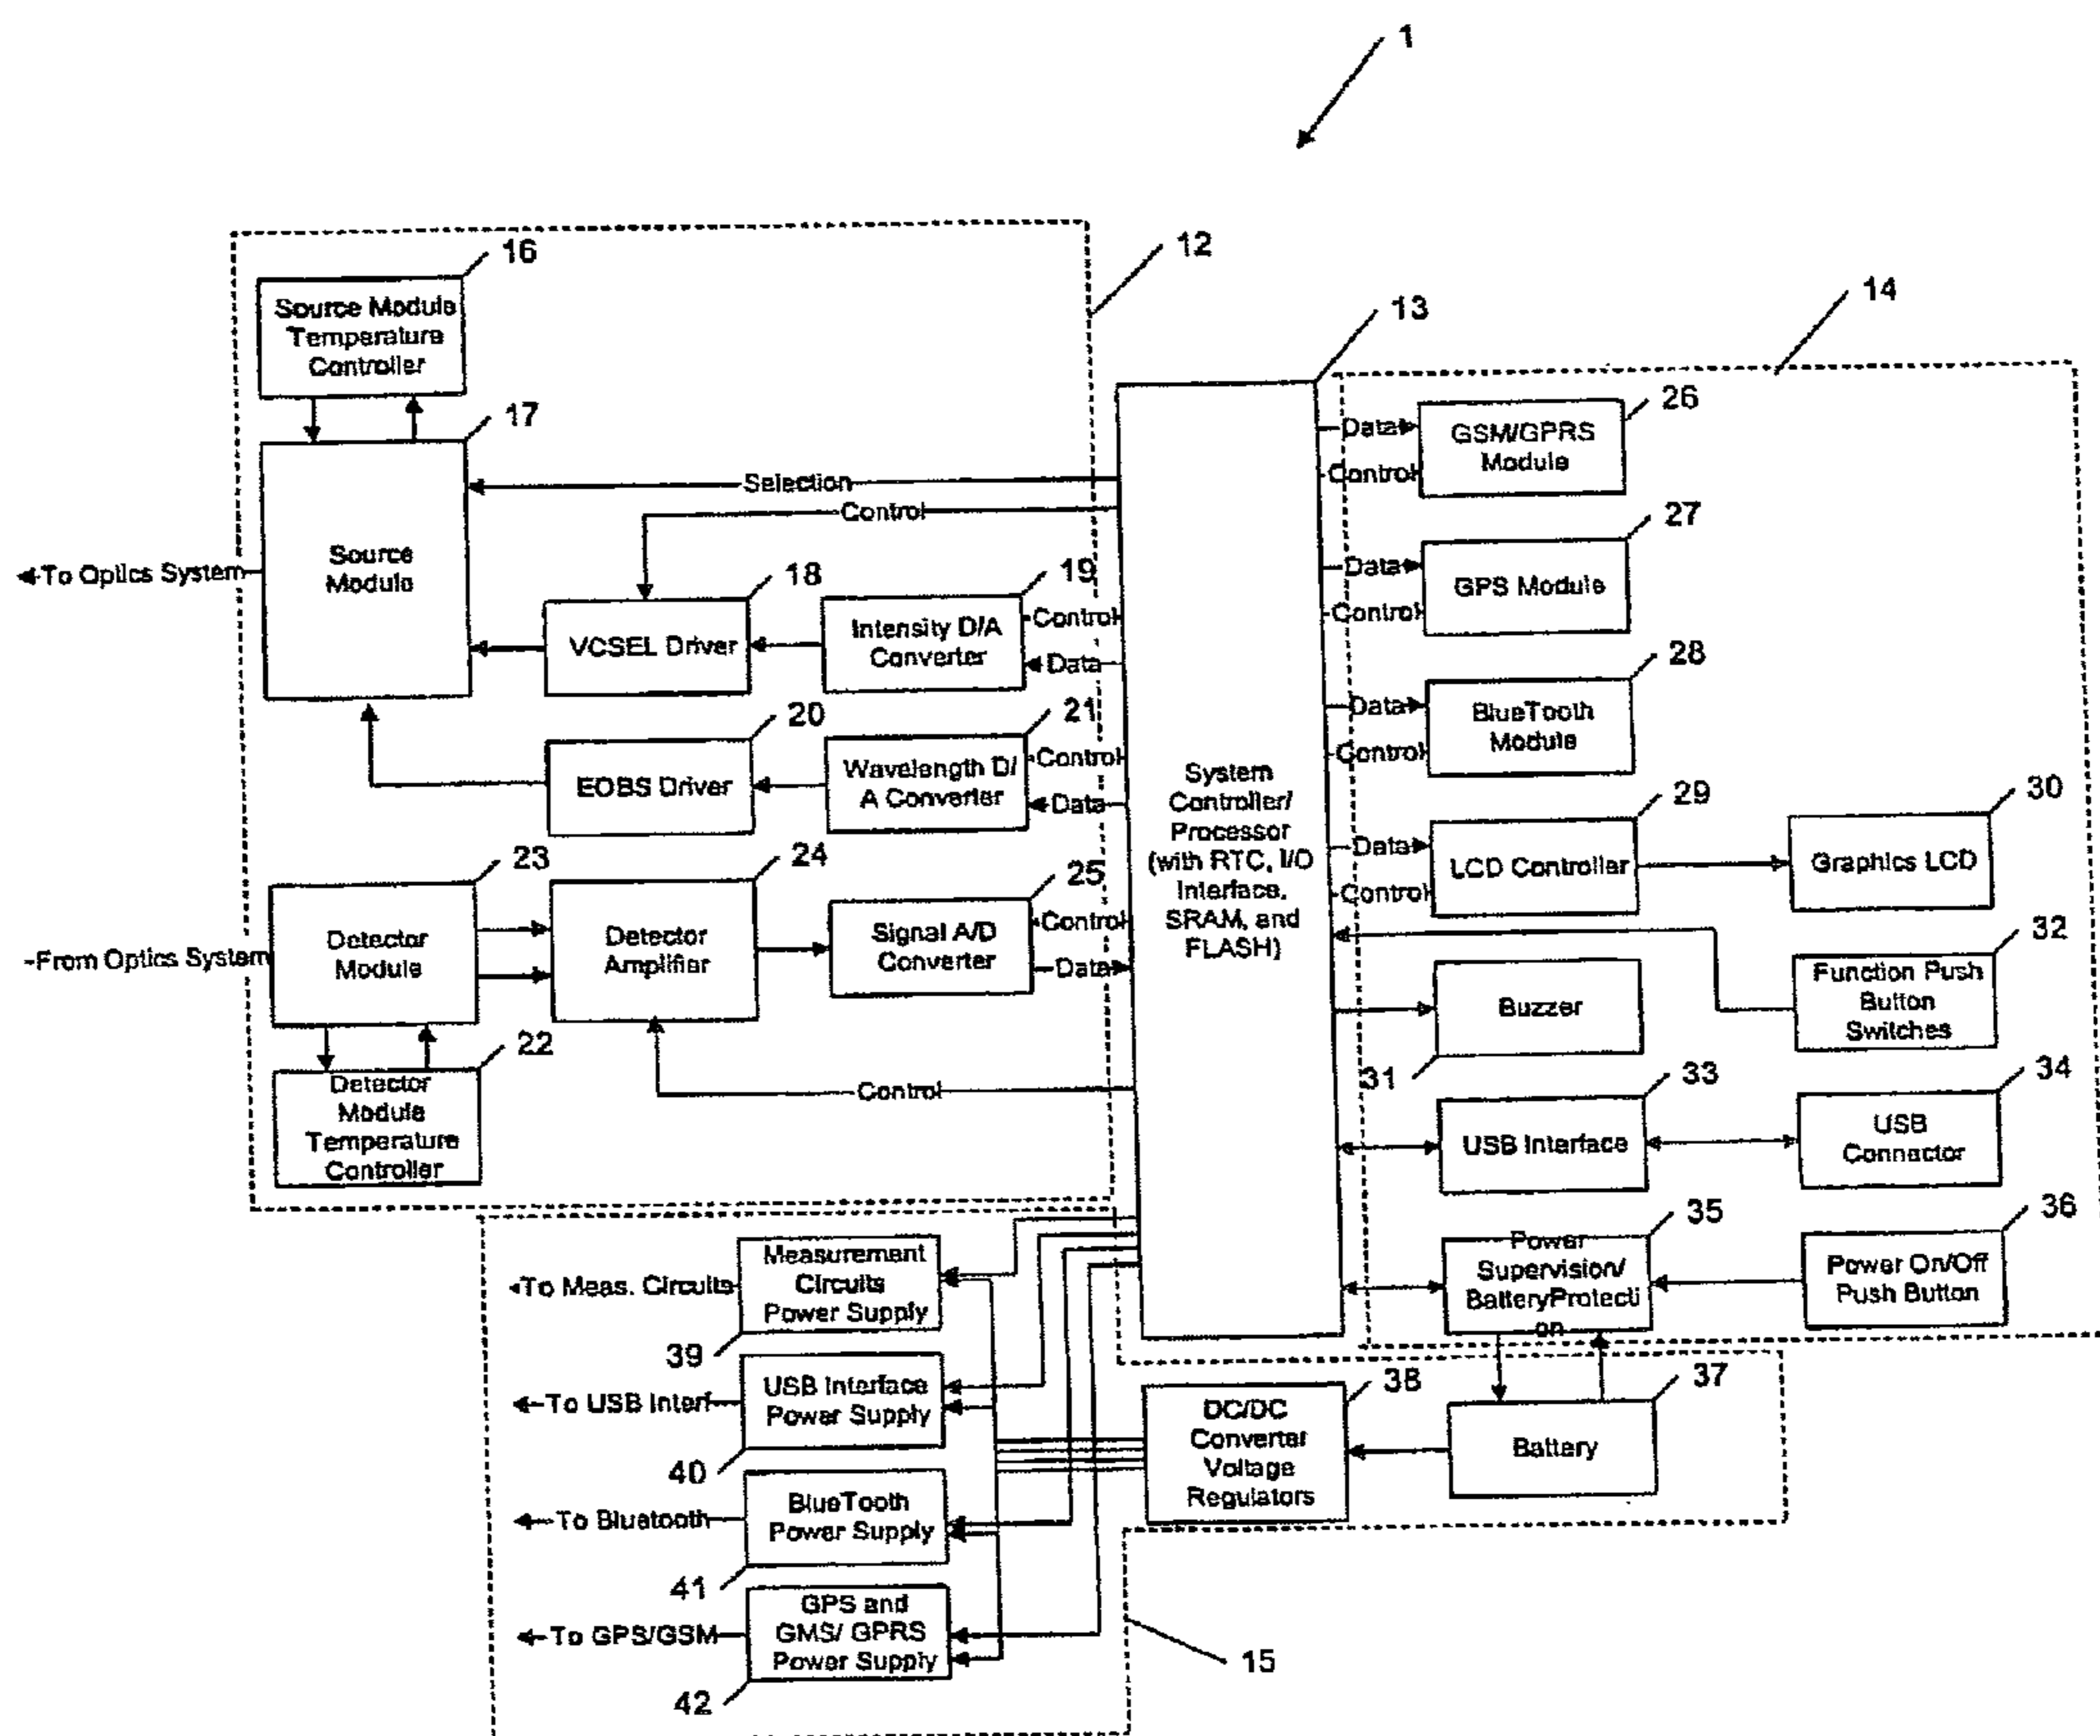 1
12
13
14
16
Source Module
Temperature
Controller
17
Source
Module
To Optics System
Selection
Control
18
VCSEL Driver
19
Intensity D/A
Converter
Control
Data
20
EOBS Driver
21
Wavelength D/
A Converter
Control
Data
23
Detector
Module
From Optics System
24
Detector
Amplifier
25
Signal A/D
Converter
Control
Data
22
Detector
Module
Temperature
Controller
Control
System
Controller/
Processor
(with RTC, I/O
Interface,
SRAM, and
FLASH)
Data
Control
26
GSM/GPRS
Module
Data
Control
27
GPS Module
Data
Control
28
BlueTooth
Module
Data
Control
29
LCD Controller
30
Graphics LCD
32
Function Push
Button
Switches
Buzzer
31
33
USB Interface
34
USB
Connector
35
Power
Supervision/
BatteryProtecti
on
36
Power On/Off
Push Button
37
Battery
38
DC/DC
Converter
Voltage
Regulators
To Meas. Circuits
Measurement
Circuits
Power Supply
39
To USB Interf
USB Interface
Power Supply
40
To Bluetooth
BlueTooth
Power Supply
41
To GPS/GSM
GPS and
GMS/ GPRS
Power Supply
42
15